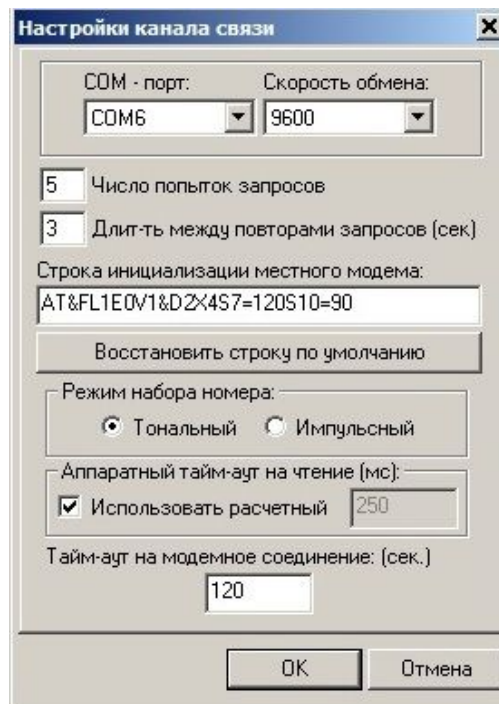 Настройки канала связи
COM - порт: Скорость обмена:
COM6 9600
5 Число попыток запросов
3 Длит-ть между повторами запросов (сек)
Строка инициализации местного модема:
AT&FL1E0V1&D2X4S7=120S10=90
Восстановить строку по умолчанию
Режим набора номера:
Тональный Импульсный
Аппаратный тайм-аут на чтение (мс):
Использовать расчетный 250
Тайм-аут на модемное соединение: (сек.)
120
OK Отмена